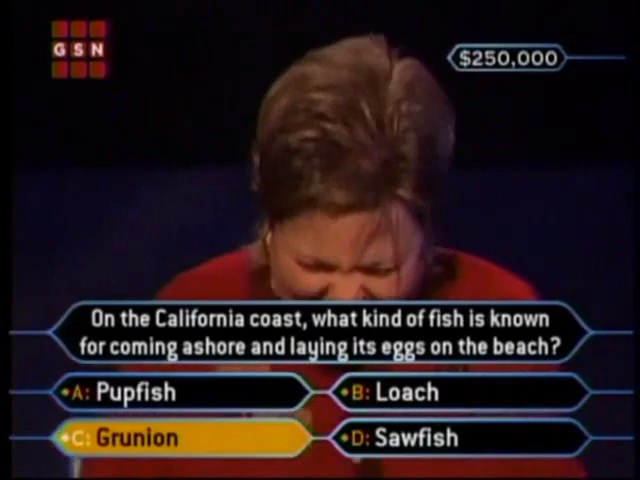 GSN
$250,000
On the California coast, what kind of fish is known
for coming ashore and laying its eggs on the beach?
A: Pupfish
B: Loach
C: Grunion
D: Sawfish